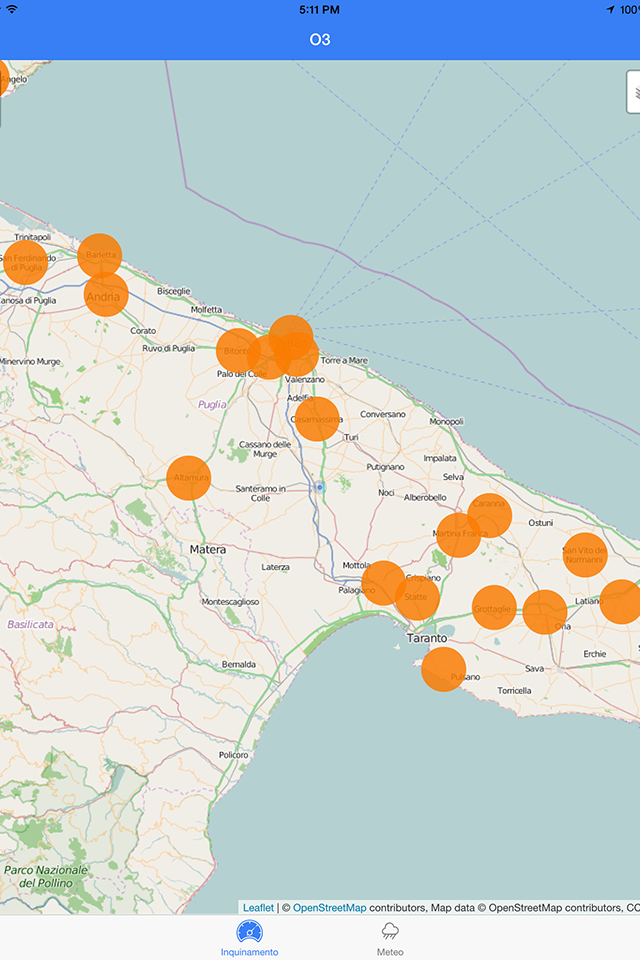 5:11 PM
100%
O3
Angelo
Trinitapoli
San Ferdinando
di Puglia
Barletta
Andria
Canosa di Puglia
Bisceglie
Molfetta
Corato
Ruvo di Puglia
Bitonto
Minervino Murge
Palo del Colle
Torre a Mare
Valenzano
Adelfia
Puglia
Casamassima
Conversano
Monopoli
Turi
Cassano delle
Murge
Impalata
Putignano
Selva
Altamura
Santeramo in
Colle
Noci
Alberobello
Caranna
Ostuni
Martina Franca
Matera
San Vito dei
Normanni
Laterza
Mottola
Crispiano
Palagiano
Statte
Montescaglioso
Grottaglie
Latiano
Oria
Basilicata
Taranto
Erchie
Bernalda
Pulsano
Sava
Torricella
Policoro
Parco Nazionale
del Pollino
Leaflet | © OpenStreetMap contributors, Map data © OpenStreetMap contributors, CC
Inquinamento
Meteo